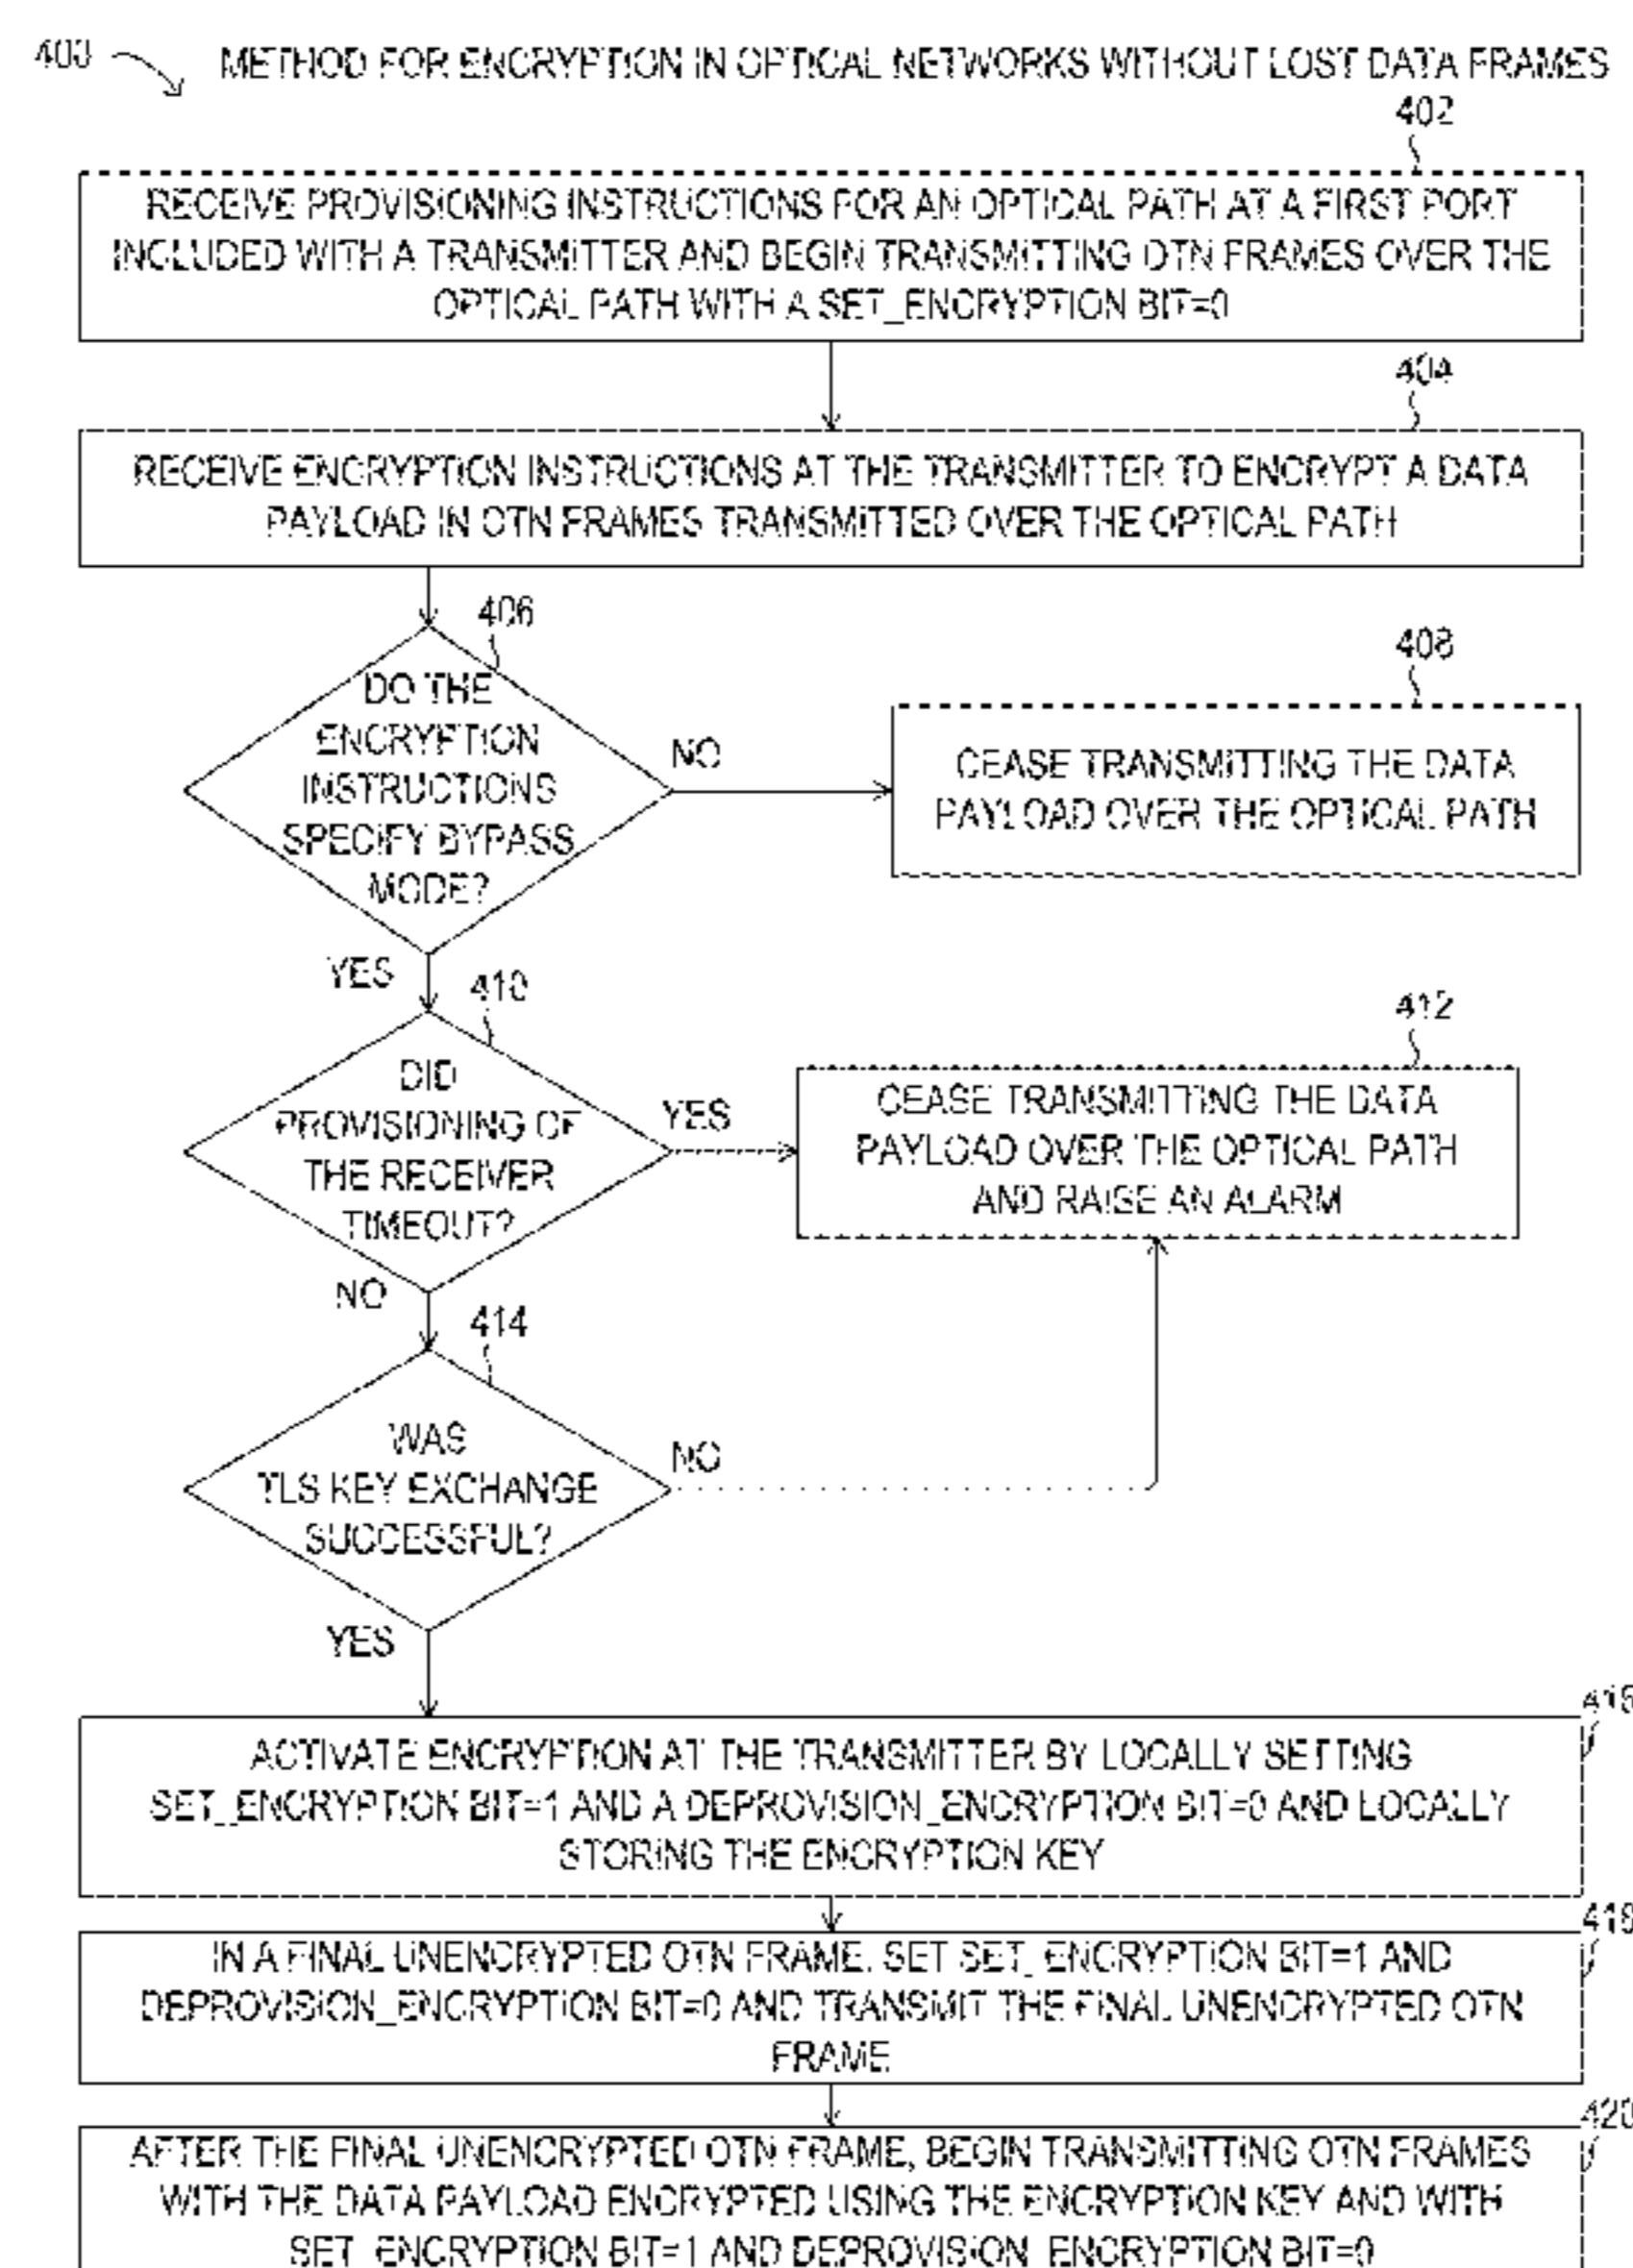 400 METHOD FOR ENCRYPTION IN OPTICAL NETWORKS WITHOUT LOST DATA FRAMES
402
RECEIVE PROVISIONING INSTRUCTIONS FOR AN OPTICAL PATH AT A FIRST PORT
INCLUDED WITH A TRANSMITTER AND BEGIN TRANSMITTING OTN FRAMES OVER THE
OPTICAL PATH WITH A SET_ENCRYPTION BIT=0
404
RECEIVE ENCRYPTION INSTRUCTIONS AT THE TRANSMITTER TO ENCRYPT A DATA
PAYLOAD IN OTN FRAMES TRANSMITTED OVER THE OPTICAL PATH
406
DO THE
ENCRYPTION
INSTRUCTIONS
SPECIFY BYPASS
MODE?
NO
408
CEASE TRANSMITTING THE DATA
PAYLOAD OVER THE OPTICAL PATH
YES
410
DID
PROVISIONING OF
THE RECEIVER
TIMEOUT?
YES
412
CEASE TRANSMITTING THE DATA
PAYLOAD OVER THE OPTICAL PATH
AND RAISE AN ALARM
NO
414
WAS
TLS KEY EXCHANGE
SUCCESSFUL?
NO
YES
416
ACTIVATE ENCRYPTION AT THE TRANSMITTER BY LOCALLY SETTING
SET_ENCRYPTION BIT=1 AND A DEPROVISION_ENCRYPTION BIT=0 AND LOCALLY
STORING THE ENCRYPTION KEY
418
IN A FINAL UNENCRYPTED OTN FRAME, SET SET_ENCRYPTION BIT=1 AND
DEPROVISION_ENCRYPTION BIT=0 AND TRANSMIT THE FINAL UNENCRYPTED OTN
FRAME
420
AFTER THE FINAL UNENCRYPTED OTN FRAME, BEGIN TRANSMITTING OTN FRAMES
WITH THE DATA PAYLOAD ENCRYPTED USING THE ENCRYPTION KEY AND WITH
SET_ENCRYPTION BIT=1 AND DEPROVISION_ENCRYPTION BIT=0